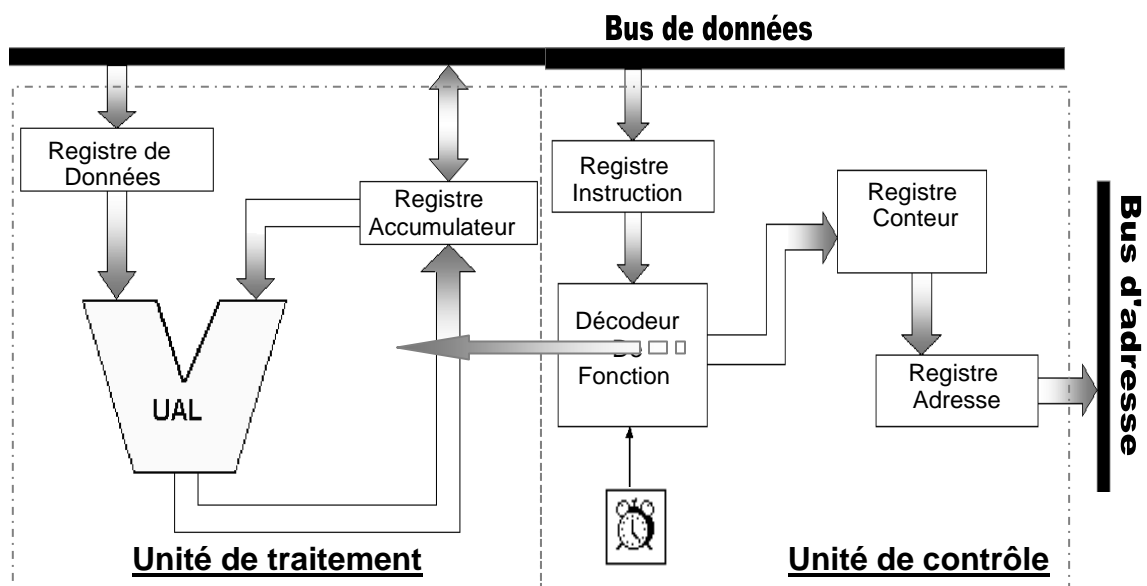 Bus de données
Registre de
Données
Registre
Accumulateur
UAL
Unité de traitement
Registre
Instruction
Décodeur
De
Fonction
Registre
Conteur
Registre
Adresse
Unité de contrôle
Bus d'adresse